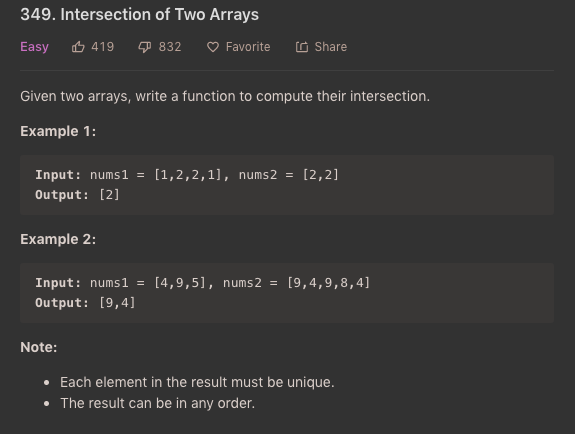 349. Intersection of Two Arrays
Easy 419 832 Favorite Share
Given two arrays, write a function to compute their intersection.
Example 1:
Input: nums1 = [1,2,2,1], nums2 = [2,2]
Output: [2]
Example 2:
Input: nums1 = [4,9,5], nums2 = [9,4,9,8,4]
Output: [9,4]
Note:
• Each element in the result must be unique.
• The result can be in any order.